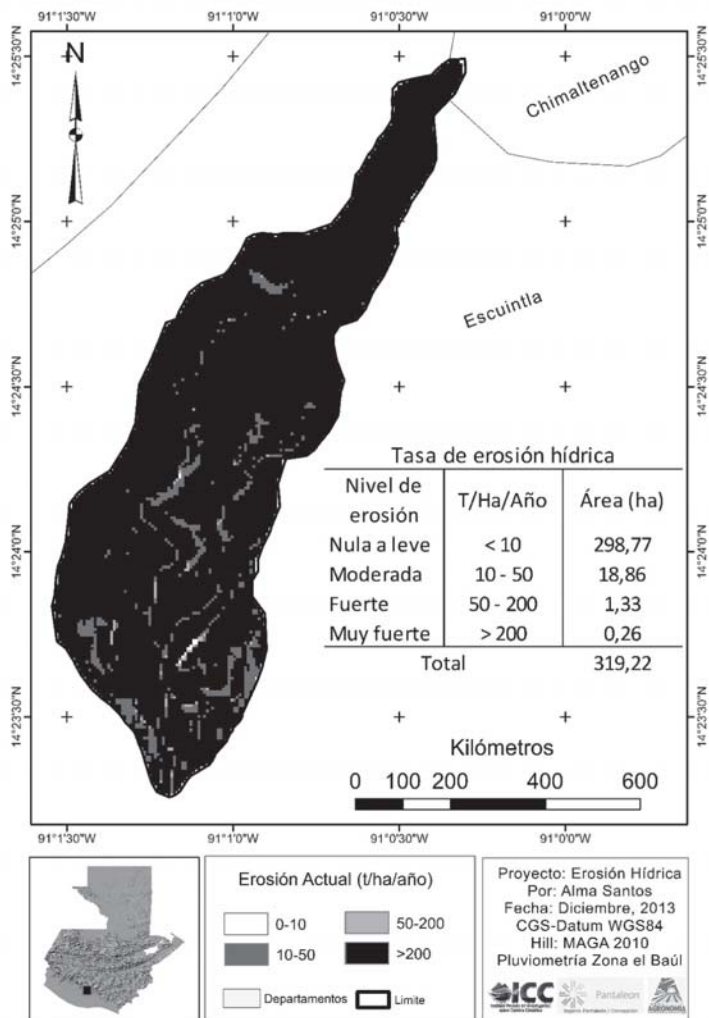 91°11'30"W 91°1'0"W 91°0'30"W 91°0'0"W
14°25'30"N 14°25'30"N
N
Chimaltenango
14°25'0"N 14°25'0"N
Escuintla
14°24'30"N 14°24'30"N
Tasa de erosión hídrica
Nivel de erosión T/Ha/Año Área (ha)
Nula a leve < 10 298,77
Moderada 10 - 50 18,86
Fuerte 50 - 200 1,33
Muy fuerte > 200 0,26
Total 319,22
14°24'0"N 14°24'0"N
14°23'30"N 14°23'30"N
Kilómetros
0 100 200 400 600
91°11'30"W 91°1'0"W 91°0'30"W 91°0'0"W
Erosión Actual (t/ha/año)
0-10 50-200
10-50 >200
Departamentos Limite
Proyecto: Erosión Hídrica
Por: Alma Santos
Fecha: Diciembre, 2013
CGS-Datum WGS84
Hill: MAGA 2010
Pluviometría Zona el Baúl
ICC Pantaleon
AGRONOMIA